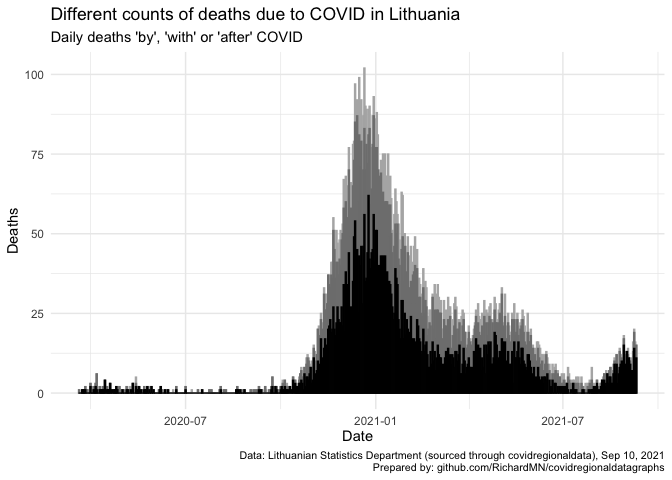 Different counts of deaths due to COVID in Lithuania
Daily deaths 'by', 'with' or 'after' COVID
100
75
50
25
0
Deaths
2020-07
2021-01
2021-07
Date
Data: Lithuanian Statistics Department (sourced through covidregionaldata), Sep 10, 2021
Prepared by: github.com/RichardMN/covidregionaldatagraphs